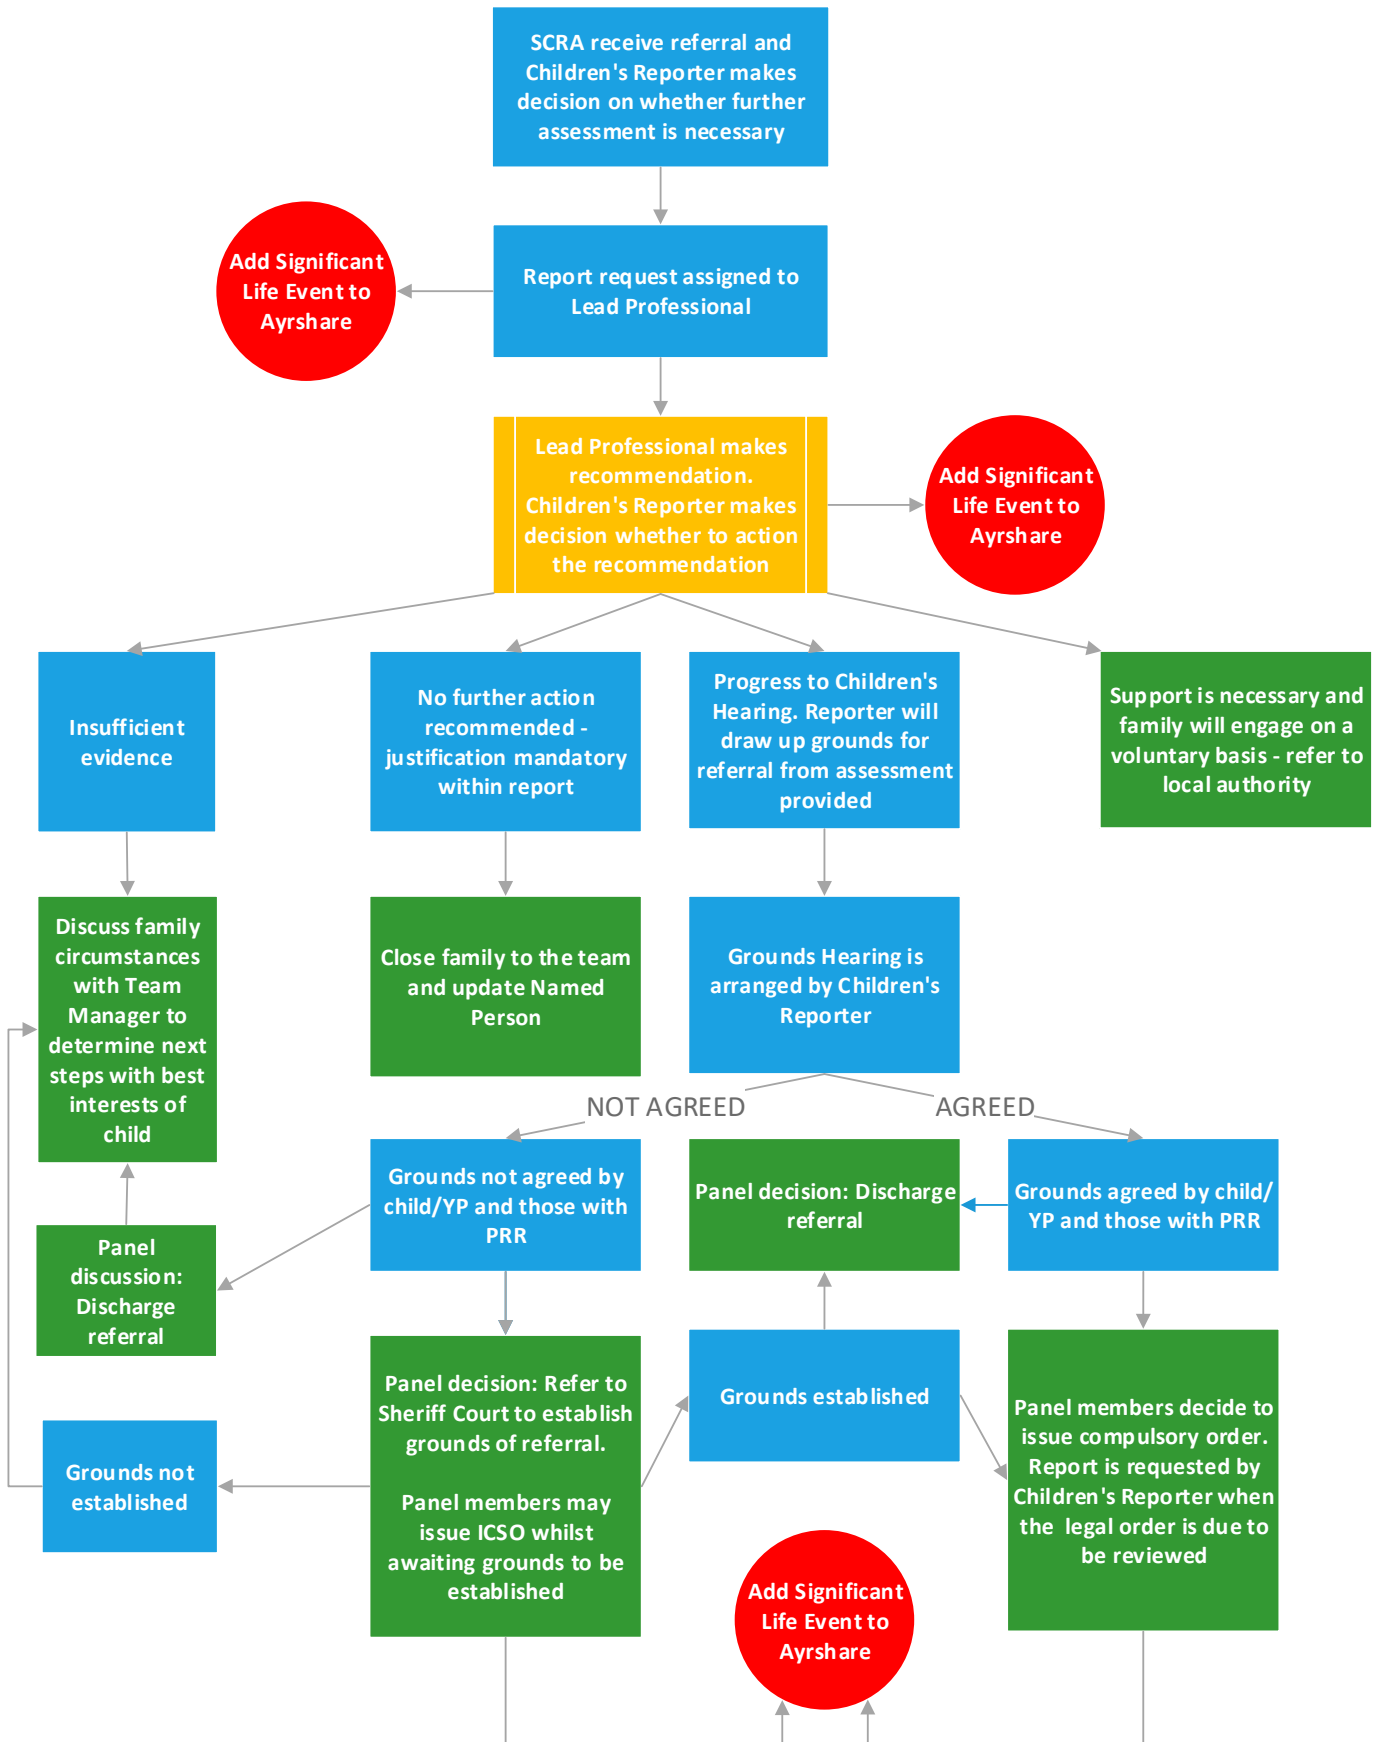 SCRA receive referral and
Children's Reporter makes
decision on whether further
assessment is necessary
Add Significant
Life Event to
Ayrshare
Report request assigned to
Lead Professional
Lead Professional makes
recommendation.
Children's Reporter makes
decision whether to action
the recommendation
Add Significant
Life Event to
Ayrshare
Insufficient
evidence
No further action
recommended -
justification mandatory
within report
Progress to Children's
Hearing. Reporter will
draw up grounds for
referral from assessment
provided
Support is necessary and
family will engage on a
voluntary basis - refer to
local authority
Discuss family
circumstances
with Team
Manager to
determine next
steps with best
interests of
child
Close family to the team
and update Named
Person
Grounds Hearing is
arranged by Children's
Reporter
NOT AGREED
AGREED
Grounds not agreed by
child/YP and those with
PRR
Panel decision: Discharge
referral
Grounds agreed by child/
YP and those with PRR
Panel
discussion:
Discharge
referral
Panel decision: Refer to
Sheriff Court to establish
grounds of referral.
Panel members may
issue ICSO whilst
awaiting grounds to be
established
Grounds established
Panel members decide to
issue compulsory order.
Report is requested by
Children's Reporter when
the legal order is due to
be reviewed
Grounds not
established
Add Significant
Life Event to
Ayrshare